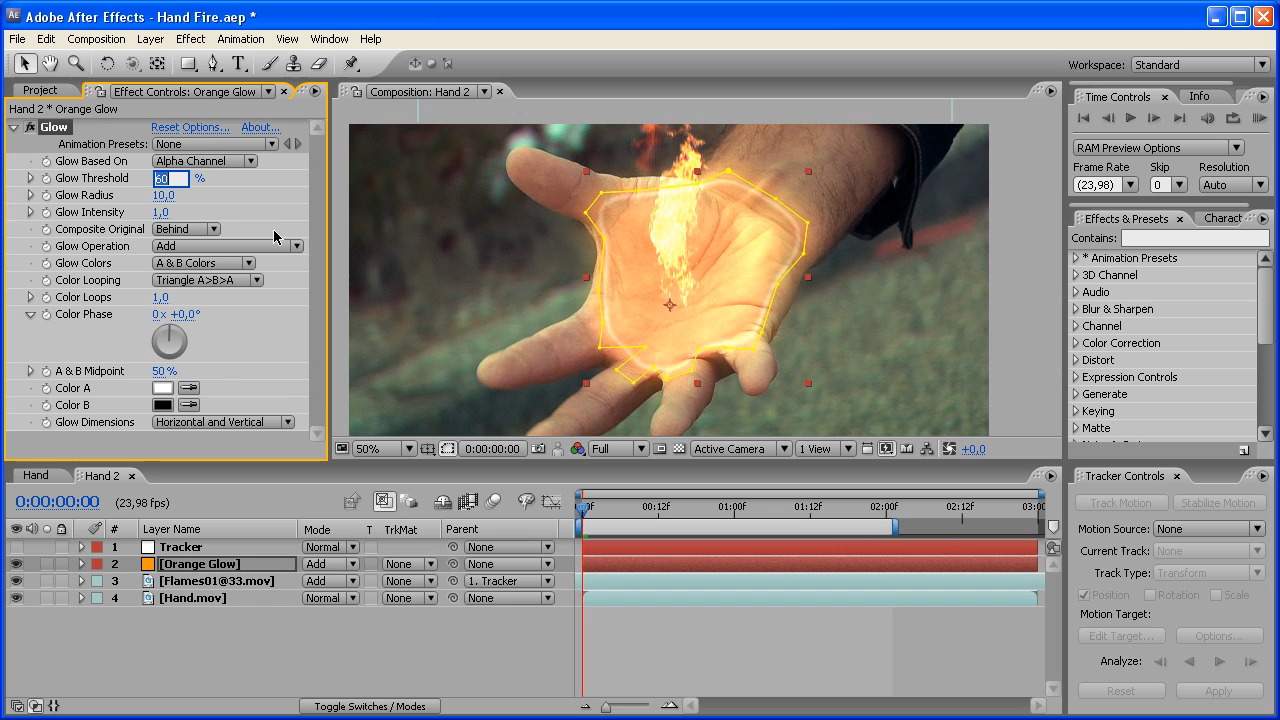 Adobe After Effects - Hand Fire.aep *
File Edit Composition Layer Effect Animation View Window Help
Workspace: Standard
Project
Effect Controls: Orange Glow
Hand 2 * Orange Glow
Glow Reset Options... About...
Animation Presets: None
Glow Based On Alpha Channel
Glow Threshold 60 %
Glow Radius 10,0
Glow Intensity 1,0
Composite Original Behind
Glow Operation Add
Glow Colors A & B Colors
Color Looping Triangle A>B>A
Color Loops 1,0
Color Phase 0x +0,0°
A & B Midpoint 50 %
Color A
Color B
Glow Dimensions Horizontal and Vertical
Composition: Hand 2
50% 0:00:00:00 Full Active Camera 1 View +0,0
Time Controls Info
RAM Preview Options
Frame Rate Skip Resolution
(23,98) 0 Auto
Effects & Presets Charact
Contains:
* Animation Presets
3D Channel
Audio
Blur & Sharpen
Channel
Color Correction
Distort
Expression Controls
Generate
Keying
Matte
Hand Hand 2
0:00:00:00 (23,98 fps)
# Layer Name Mode T TrkMat Parent
1 Tracker Normal None
2 [Orange Glow] Add None None
3 [Flames01@33.mov] Add None 1. Tracker
4 [Hand.mov] Normal None None
00:12F 01:00F 01:12F 02:00F 02:12F 03:00
Toggle Switches / Modes
Tracker Controls
Track Motion Stabilize Motion
Motion Source: None
Current Track: None
Track Type: Transform
Position Rotation Scale
Motion Target:
Edit Target... Options...
Analyze:
Reset Apply